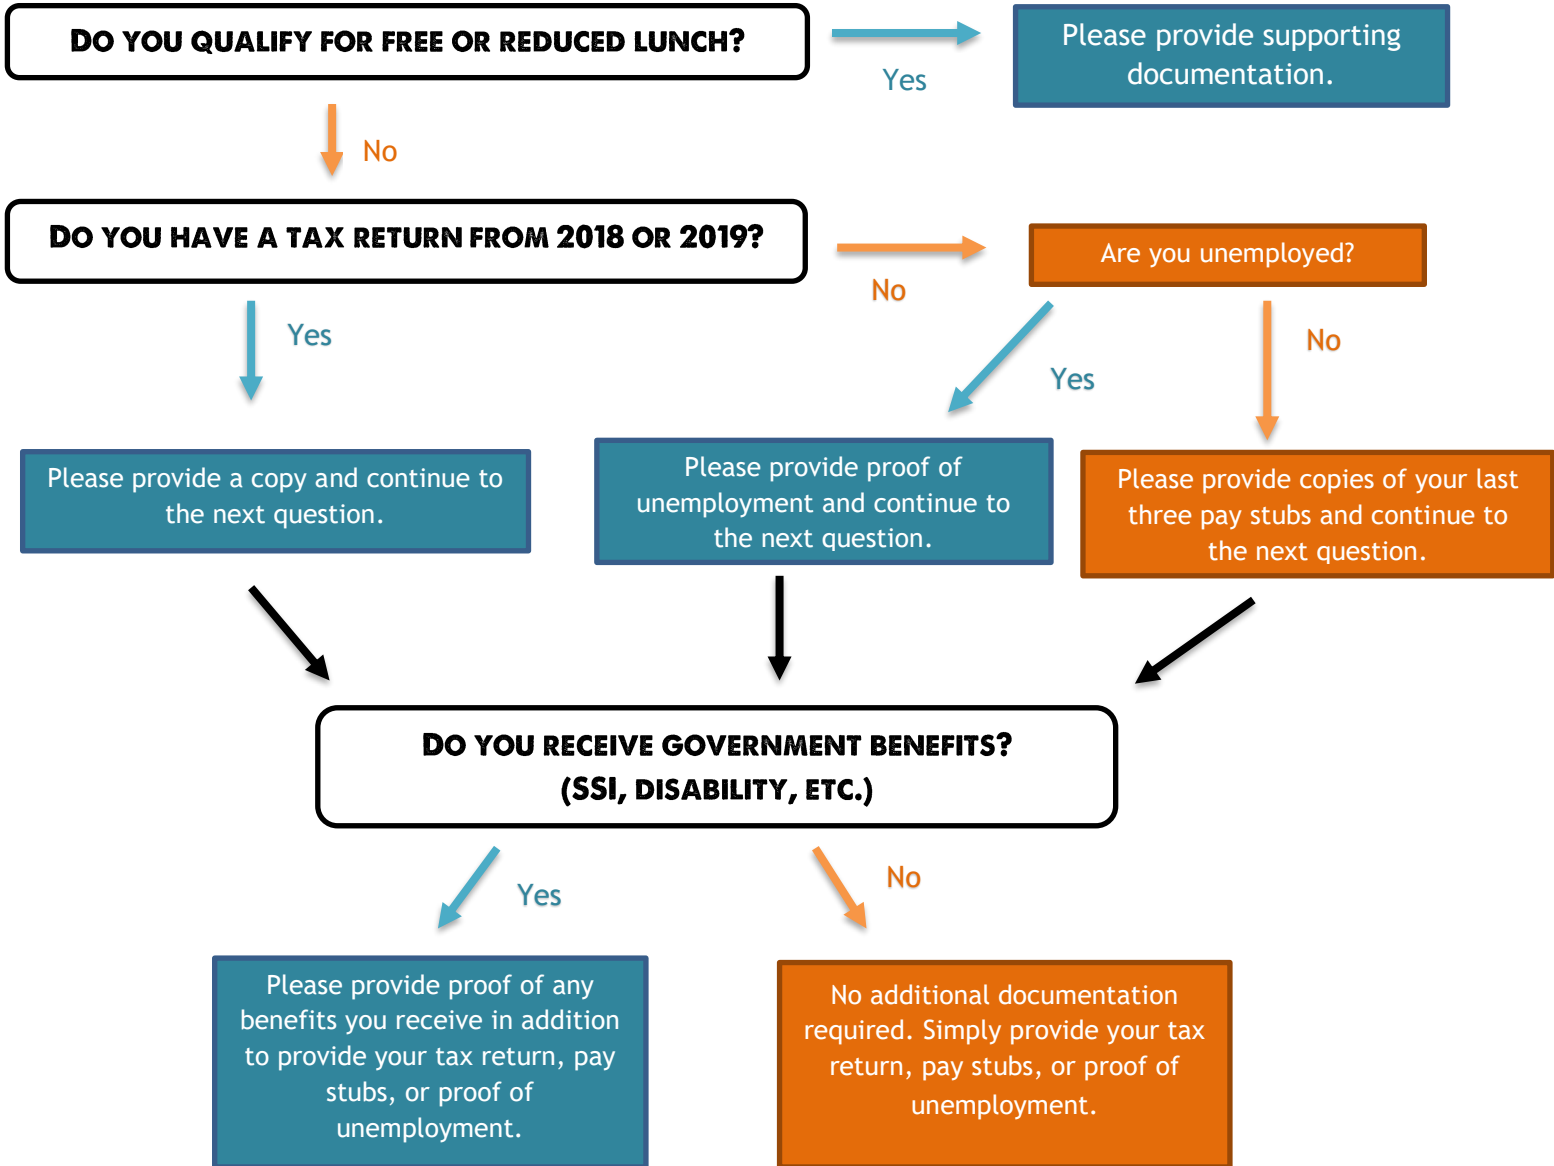 DO YOU QUALIFY FOR FREE OR REDUCED LUNCH?
Yes
Please provide supporting
documentation.
No
DO YOU HAVE A TAX RETURN FROM 2018 OR 2019?
No
Are you unemployed?
Yes
Yes
No
Please provide a copy and continue to
the next question.
Please provide proof of
unemployment and continue to
the next question.
Please provide copies of your last
three pay stubs and continue to
the next question.
DO YOU RECEIVE GOVERNMENT BENEFITS?
(SSI, DISABILITY, ETC.)
Yes
No
Please provide proof of any
benefits you receive in addition
to provide your tax return, pay
stubs, or proof of
unemployment.
No additional documentation
required. Simply provide your tax
return, pay stubs, or proof of
unemployment.